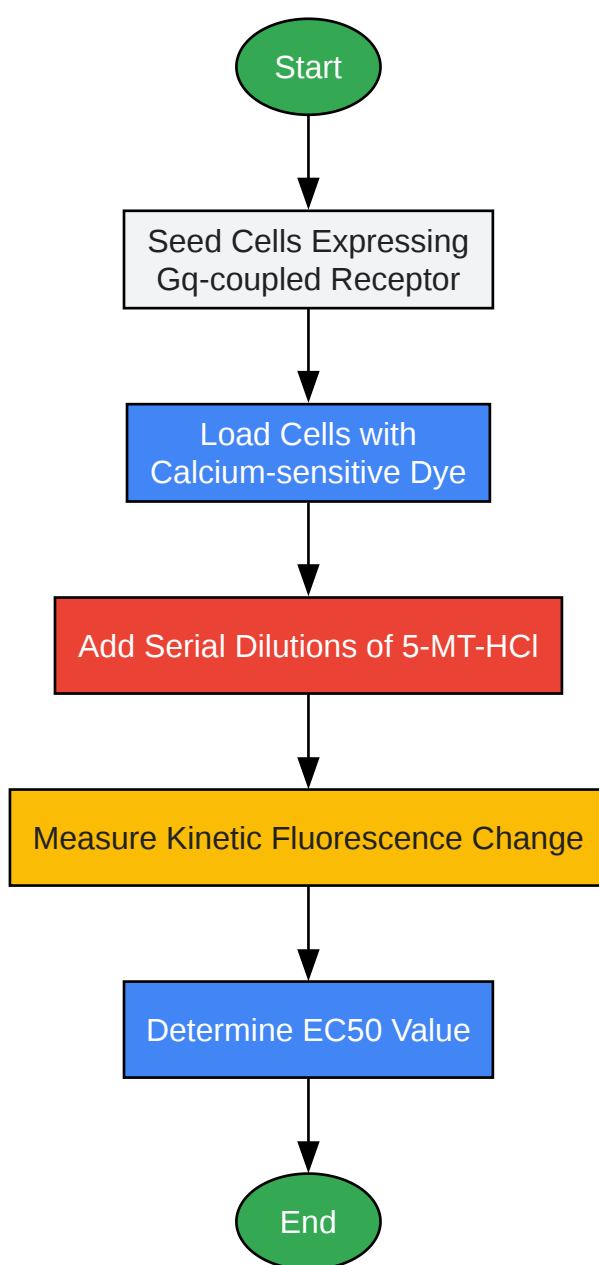 Start
Seed Cells Expressing
Gq-coupled Receptor
Load Cells with
Calcium-sensitive Dye
Add Serial Dilutions of 5-MT-HCl
Measure Kinetic Fluorescence Change
Determine EC50 Value
End